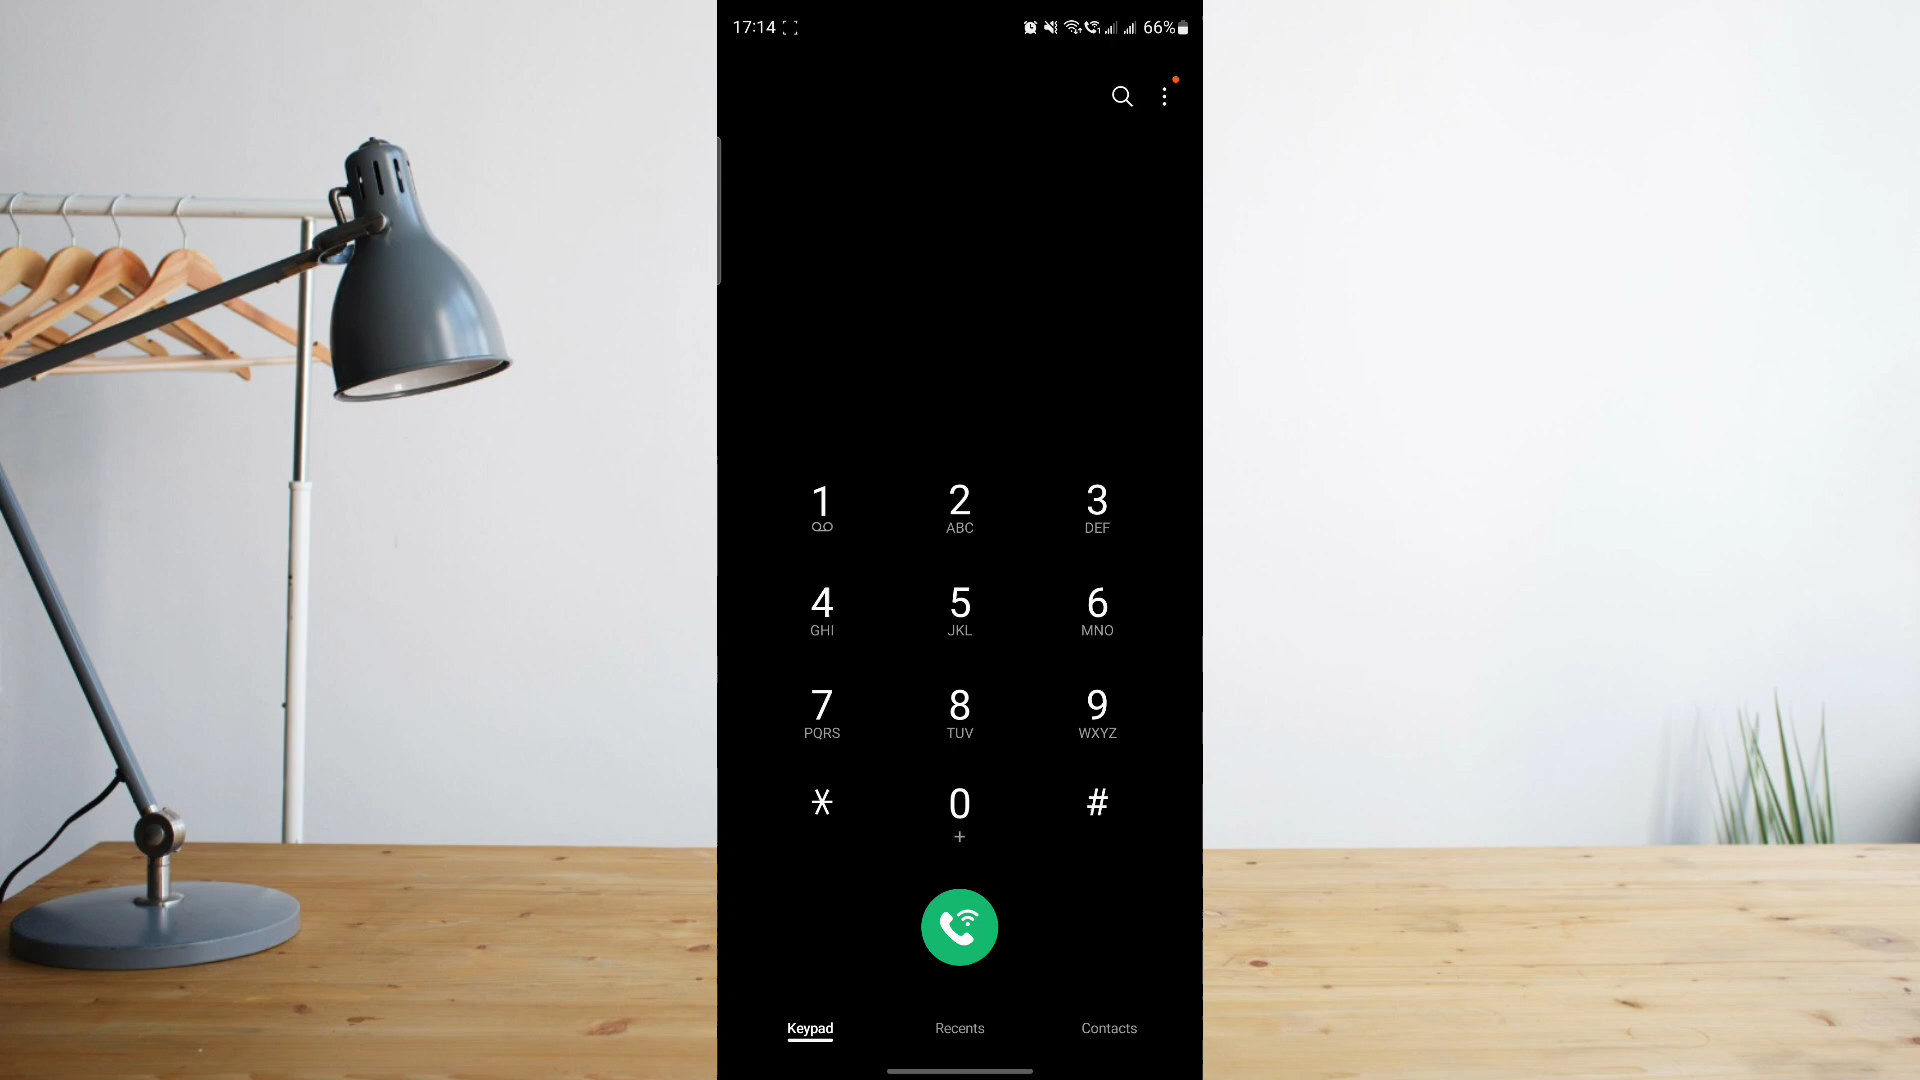 17:14 66%
1 2 3
ABC DEF
4 5 6
GHI JKL MNO
7 8 9
PQRS TUV WXYZ
* 0 #
+
Keypad Recents Contacts